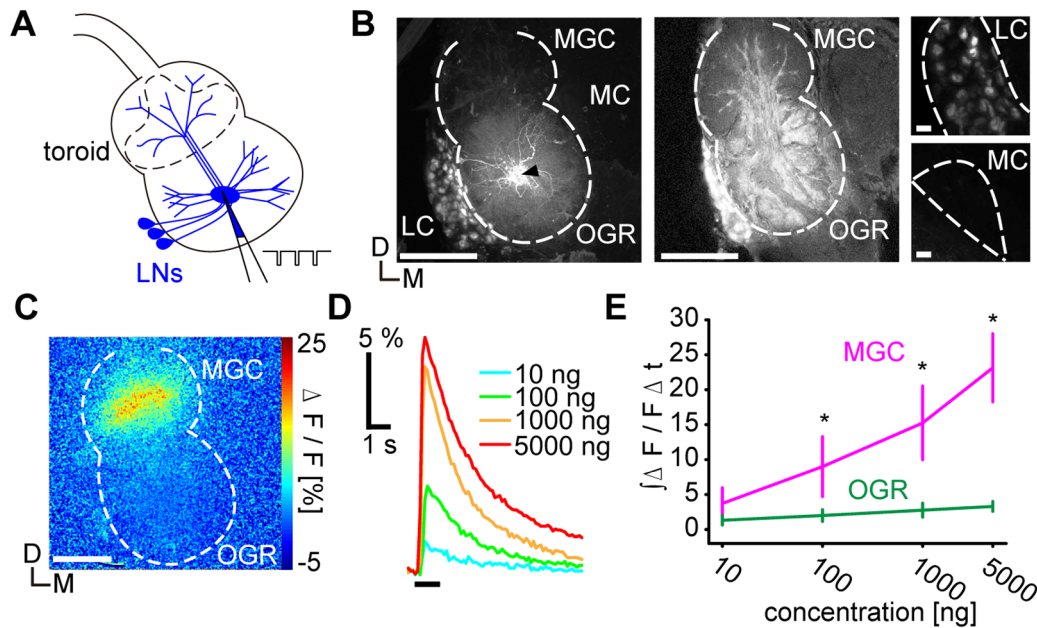 A
toroid
LNs
B
MGC
MC
LC
OGR
D
M
MGC
OGR
LC
MC
C
MGC
OGR
D
M
25
Δ F / F [%]
-5
D
5 %
1 s
10 ng
100 ng
1000 ng
5000 ng
E
∫Δ F / F Δ t
30
25
20
15
10
5
0
MGC
OGR
*
*
*
10
100
1000
5000
concentration [ng]